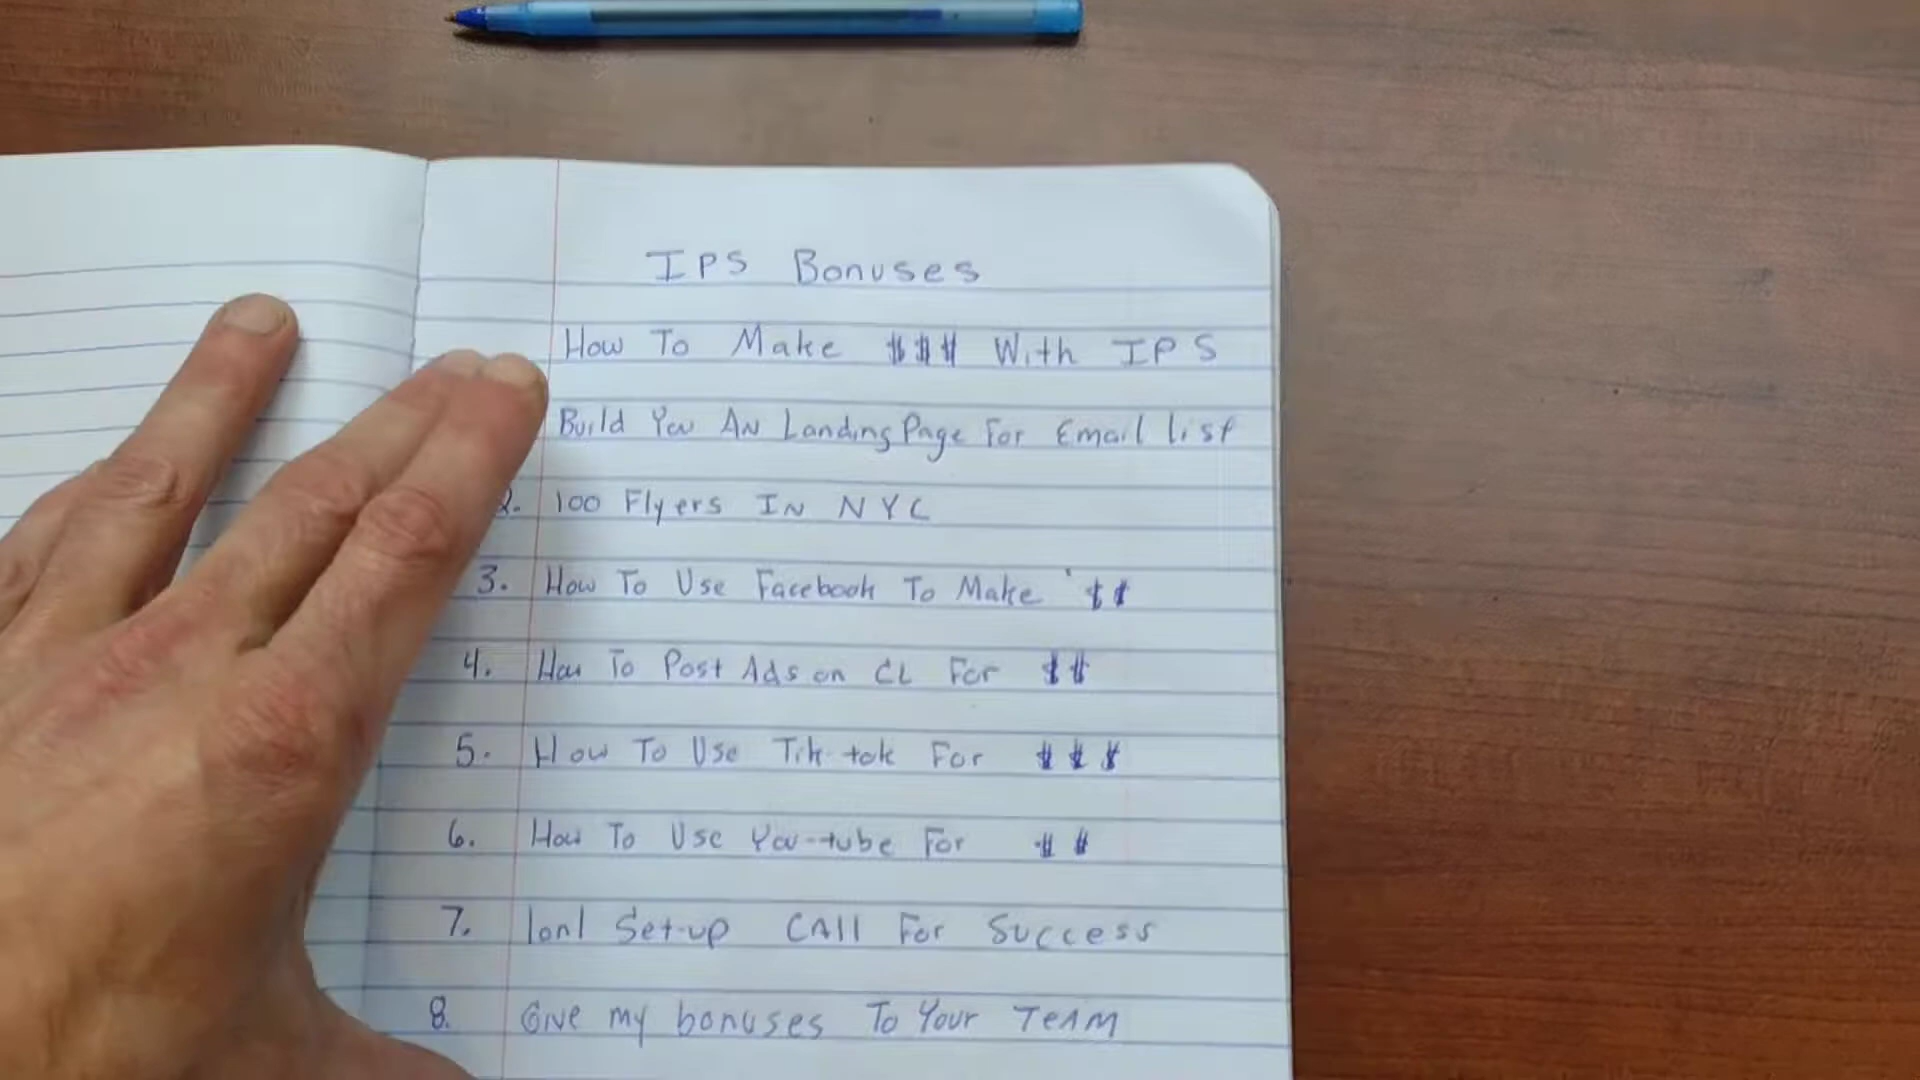 IPS Bonuses
How To Make $$$ With IPS
Build You An Landing Page For Email list
2. 100 Flyers IN NYC
3. How To Use Facebook To Make $$
4. How To Post Ads on CL For $$
5. How To Use Tik-tok For $$$
6. How To Use You-tube For $$
7. 1on1 Set-up CAll For Success
8. Give my bonuses To Your TEAM